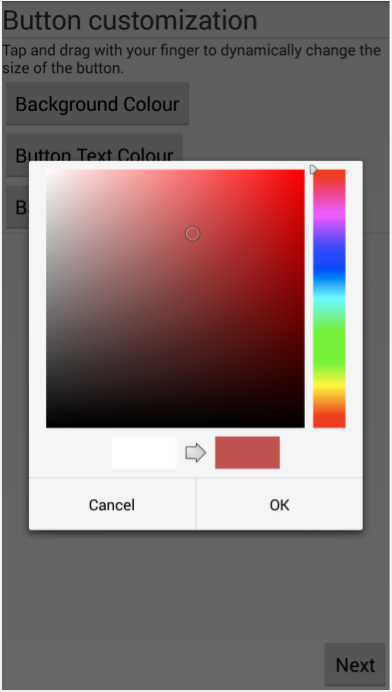 Button customization
Tap and drag with your finger to dynamically change the
size of the button.
Background Colour
Button Text Colour
Cancel
OK
Next